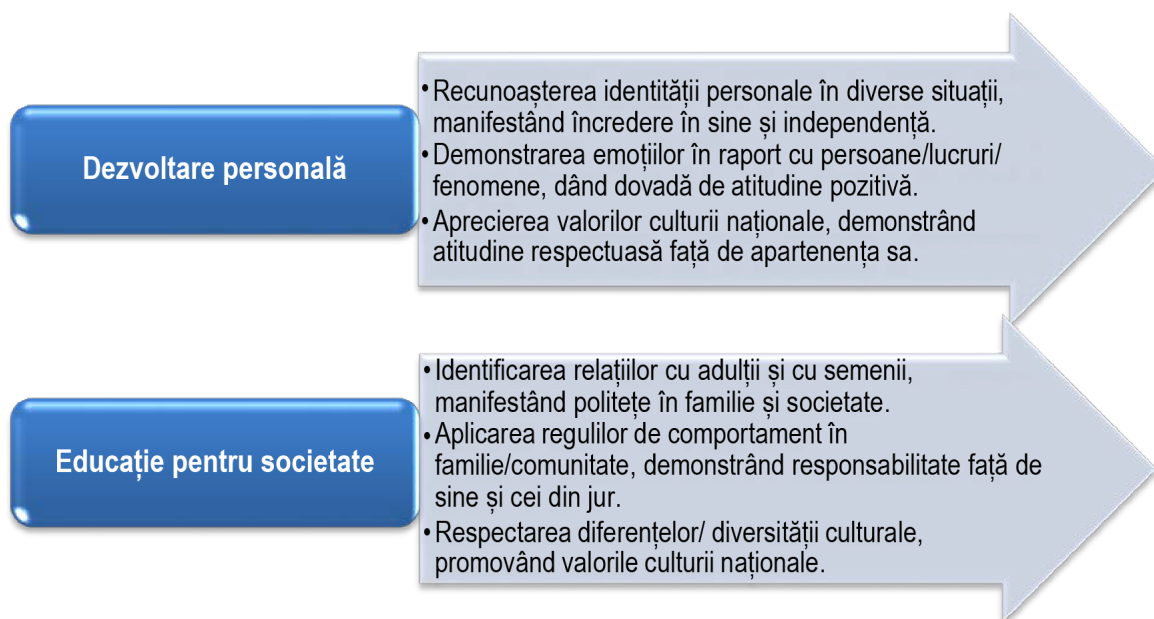 Dezvoltare personală
•Recunoașterea identității personale în diverse situații,
manifestând încredere în sine și independență.
•Demonstrarea emoțiilor în raport cu persoane/lucruri/
fenomene, dând dovadă de atitudine pozitivă.
•Aprecierea valorilor culturii naționale, demonstrând
atitudine respectuasă față de apartenența sa.
Educație pentru societate
•Identificarea relațiilor cu adulții și cu semenii,
manifestând politețe în familie și societate.
•Aplicarea regulilor de comportament în
familie/comunitate, demonstrând responsabilitate față de
sine și cei din jur.
•Respectarea diferențelor/ diversității culturale,
promovând valorile culturii naționale.